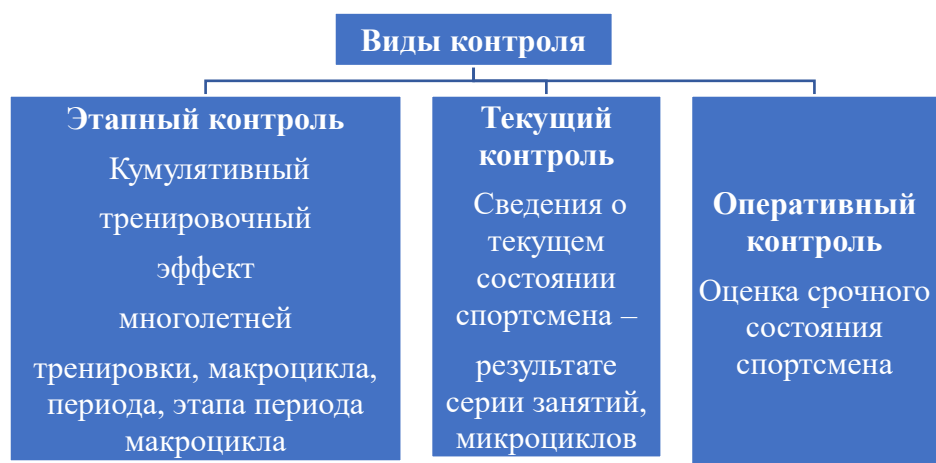 Виды контроля
Этапный контроль
Кумулятивный
тренировочный
эффект
многолетней
тренировки, макроцикла,
периода, этапа периода
макроцикла
Текущий
контроль
Сведения о
текущем
состоянии
спортсмена –
результате
серии занятий,
микроциклов
Оперативный
контроль
Оценка срочного
состояния
спортсмена